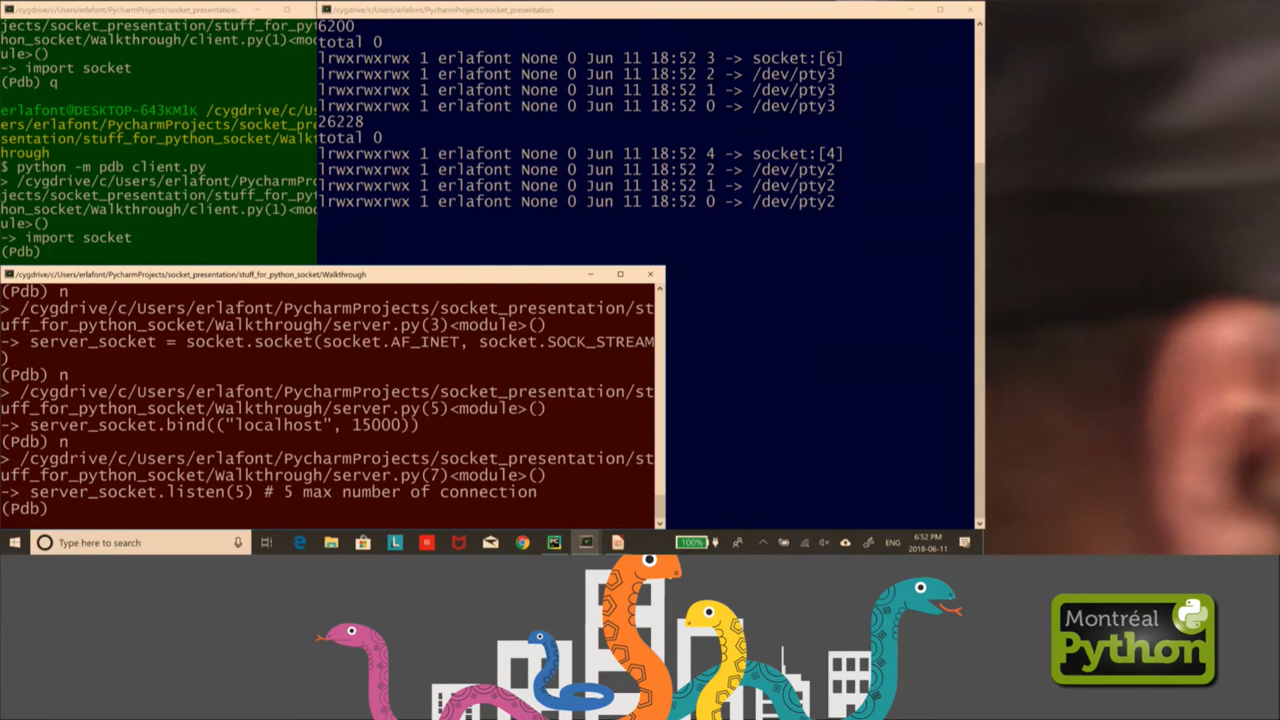 /cygdrive/c/Users/erlafont/PycharmProjects/socket_presentation...
jects/socket_presentation/stuff_for_pyt
hon_socket/Walkthrough/client.py(1)<mod
ule>()
-> import socket
(Pdb) q
erlafont@DESKTOP-643KM1K /cygdrive/c/Us
ers/erlafont/PycharmProjects/socket_pre
sentation/stuff_for_python_socket/Walkt
hrough
$ python -m pdb client.py
> /cygdrive/c/Users/erlafont/PycharmPro
jects/socket_presentation/stuff_for_pyt
hon_socket/Walkthrough/client.py(1)<mod
ule>()
-> import socket
(Pdb)
/cygdrive/c/Users/erlafont/PycharmProjects/socket_presentation
6200
total 0
lrwxrwxrwx 1 erlafont None 0 Jun 11 18:52 3 -> socket:[6]
lrwxrwxrwx 1 erlafont None 0 Jun 11 18:52 2 -> /dev/pty3
lrwxrwxrwx 1 erlafont None 0 Jun 11 18:52 1 -> /dev/pty3
lrwxrwxrwx 1 erlafont None 0 Jun 11 18:52 0 -> /dev/pty3
26228
total 0
lrwxrwxrwx 1 erlafont None 0 Jun 11 18:52 4 -> socket:[4]
lrwxrwxrwx 1 erlafont None 0 Jun 11 18:52 2 -> /dev/pty2
lrwxrwxrwx 1 erlafont None 0 Jun 11 18:52 1 -> /dev/pty2
lrwxrwxrwx 1 erlafont None 0 Jun 11 18:52 0 -> /dev/pty2
/cygdrive/c/Users/erlafont/PycharmProjects/socket_presentation/stuff_for_python_socket/Walkthrough
(Pdb) n
> /cygdrive/c/Users/erlafont/PycharmProjects/socket_presentation/st
uff_for_python_socket/Walkthrough/server.py(3)<module>()
-> server_socket = socket.socket(socket.AF_INET, socket.SOCK_STREAM
)
(Pdb) n
> /cygdrive/c/Users/erlafont/PycharmProjects/socket_presentation/st
uff_for_python_socket/Walkthrough/server.py(5)<module>()
-> server_socket.bind(("localhost", 15000))
(Pdb) n
> /cygdrive/c/Users/erlafont/PycharmProjects/socket_presentation/st
uff_for_python_socket/Walkthrough/server.py(7)<module>()
-> server_socket.listen(5) # 5 max number of connection
(Pdb)
Type here to search
100%
ENG
6:52 PM
2018-06-11
Montréal
Python